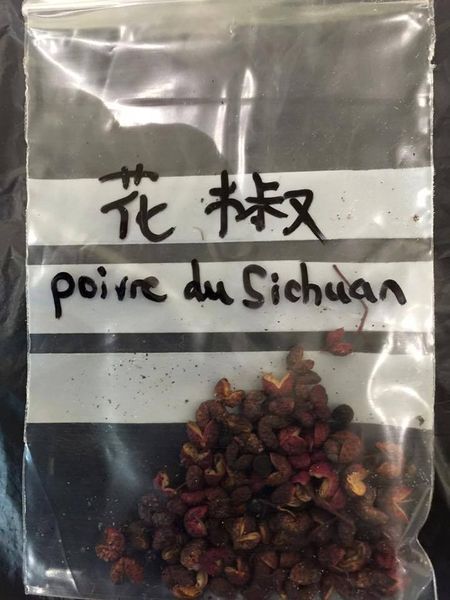 花椒
poivre du Sichuan